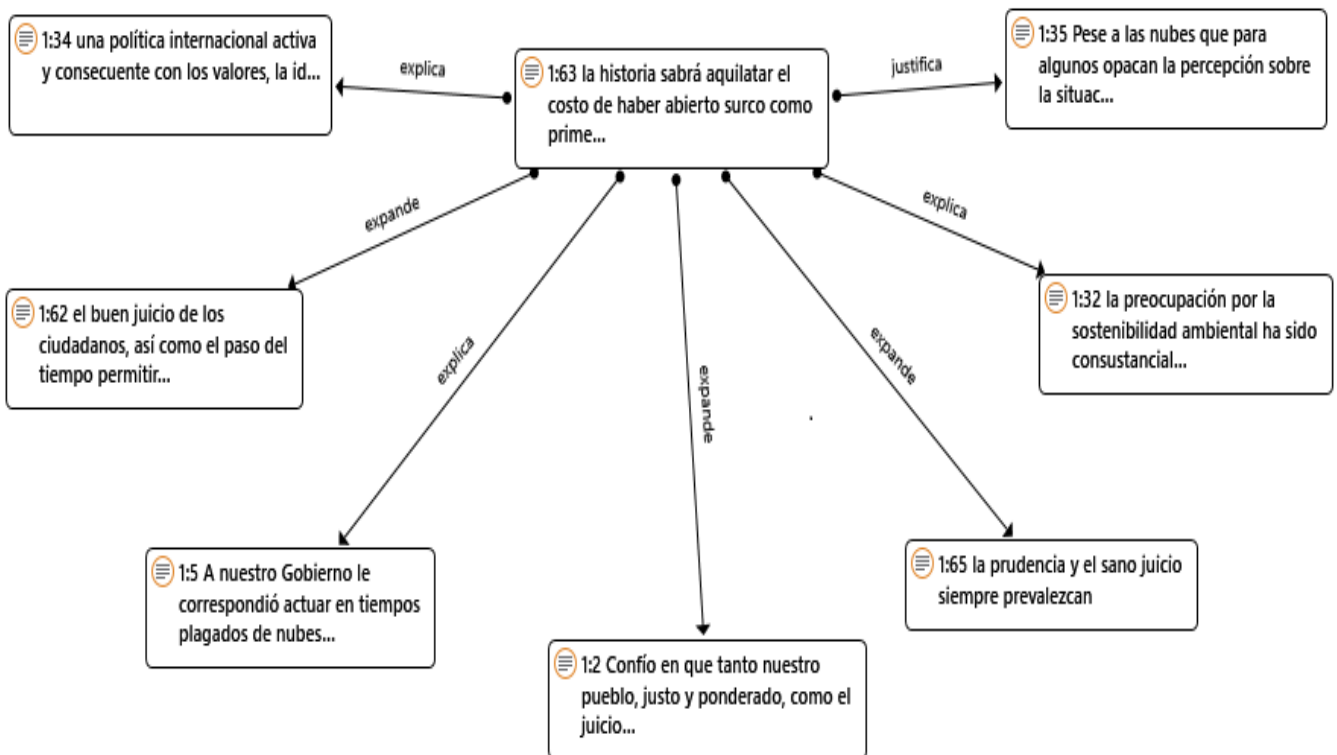 1:34 una política internacional activa
y consecuente con los valores, la id...
explica
1:63 la historia sabrá aquilatar el
costo de haber abierto surco como
prime...
justifica
1:35 Pese a las nubes que para
algunos opacan la percepción sobre
la situac...
expande
explica
1:62 el buen juicio de los
ciudadanos, así como el paso del
tiempo permitir...
explica
expande
expande
1:32 la preocupación por la
sostenibilidad ambiental ha sido
consustancial...
1:5 A nuestro Gobierno le
correspondió actuar en tiempos
plagados de nubes...
1:65 la prudencia y el sano juicio
siempre prevalezcan
1:2 Confío en que tanto nuestro
pueblo, justo y ponderado, como el
juicio...